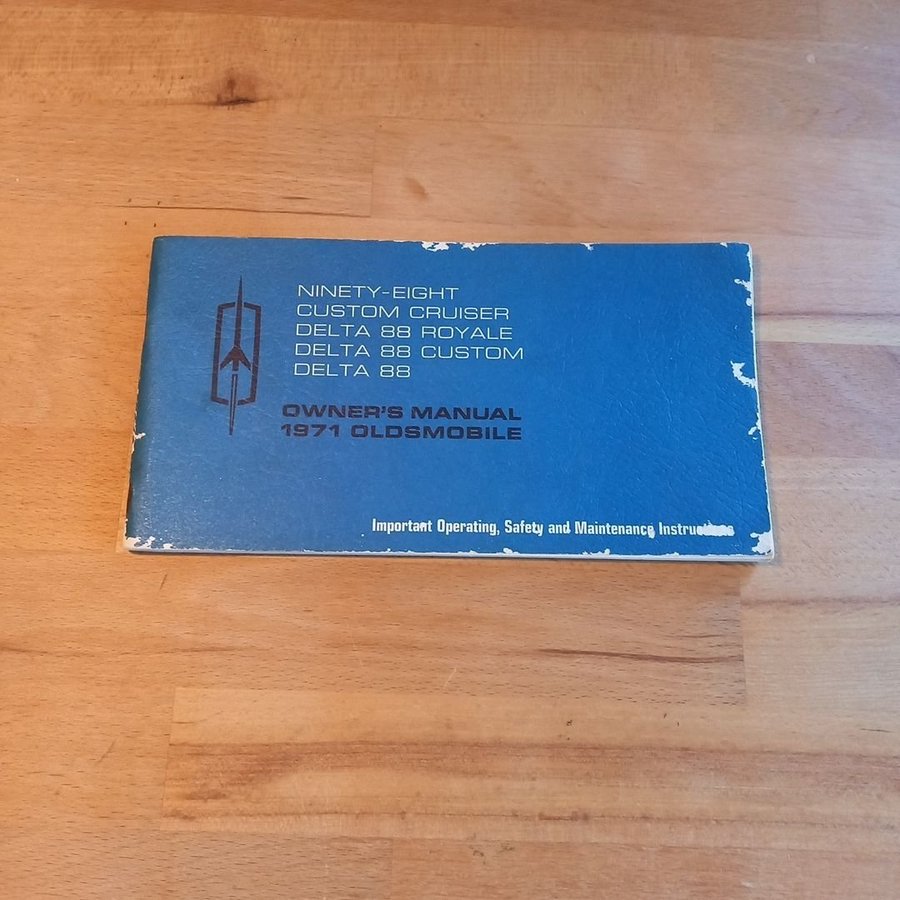 NINETY-EIGHT
CUSTOM CRUISER
DELTA 88 ROYALE
DELTA 88 CUSTOM
DELTA 88
OWNER'S MANUAL
1971 OLDSMOBILE
Important Operating, Safety and Maintenance Instructions